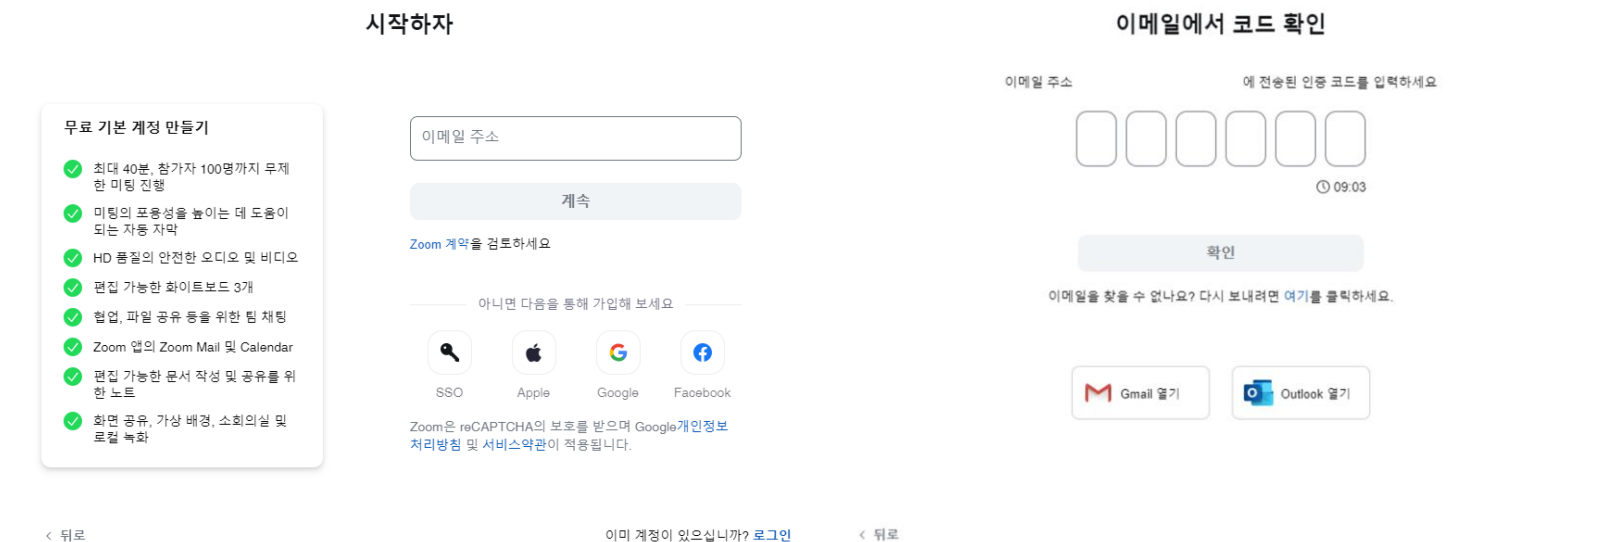 시작하자
무료 기본 계정 만들기
최대 40분, 참가자 100명까지 무제
한 미팅 진행
미팅의 포용성을 높이는 데 도움이
되는 자동 자막
HD 품질의 안전한 오디오 및 비디오
편집 가능한 화이트보드 3개
협업, 파일 공유 등을 위한 팀 채팅
Zoom 앱의 Zoom Mail 및 Calendar
편집 가능한 문서 작성 및 공유를 위
한 노트
화면 공유, 가상 배경, 소회의실 및
로컬 녹화
이메일 주소
계속
Zoom 계약을 검토하세요
아니면 다음을 통해 가입해 보세요
SSO Apple Google Facebook
Zoom은 reCAPTCHA의 보호를 받으며 Google개인정보
처리방침 및 서비스약관이 적용됩니다.
뒤로
이미 계정이 있으십니까? 로그인
이메일에서 코드 확인
이메일 주소 에 전송된 인증 코드를 입력하세요
09:03
확인
이메일을 찾을 수 없나요? 다시 보내려면 여기를 클릭하세요.
Gmail 열기 Outlook 열기
뒤로